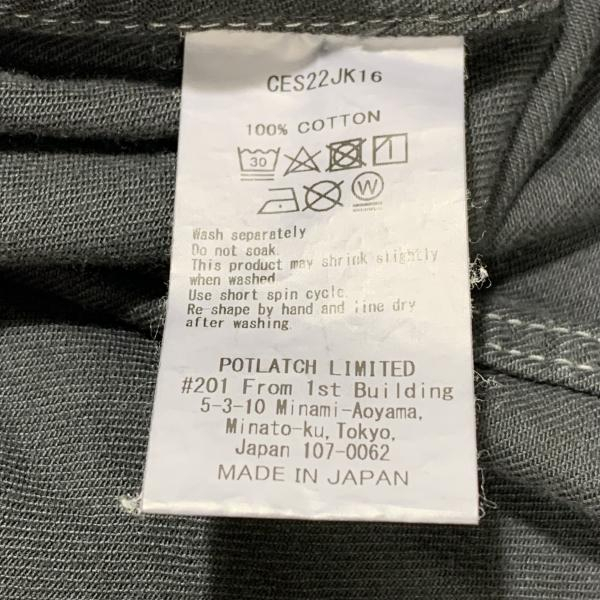 CES22JK16
100% COTTON
30
W
Wash separately
Do not soak.
This product may shrink slightly
when washed.
Use short spin cycle.
Re-shape by hand and line dry
after washing.
POTLATCH LIMITED
#201 From 1st Building
5-3-10 Minami-Aoyama,
Minato-ku, Tokyo,
Japan 107-0062
MADE IN JAPAN